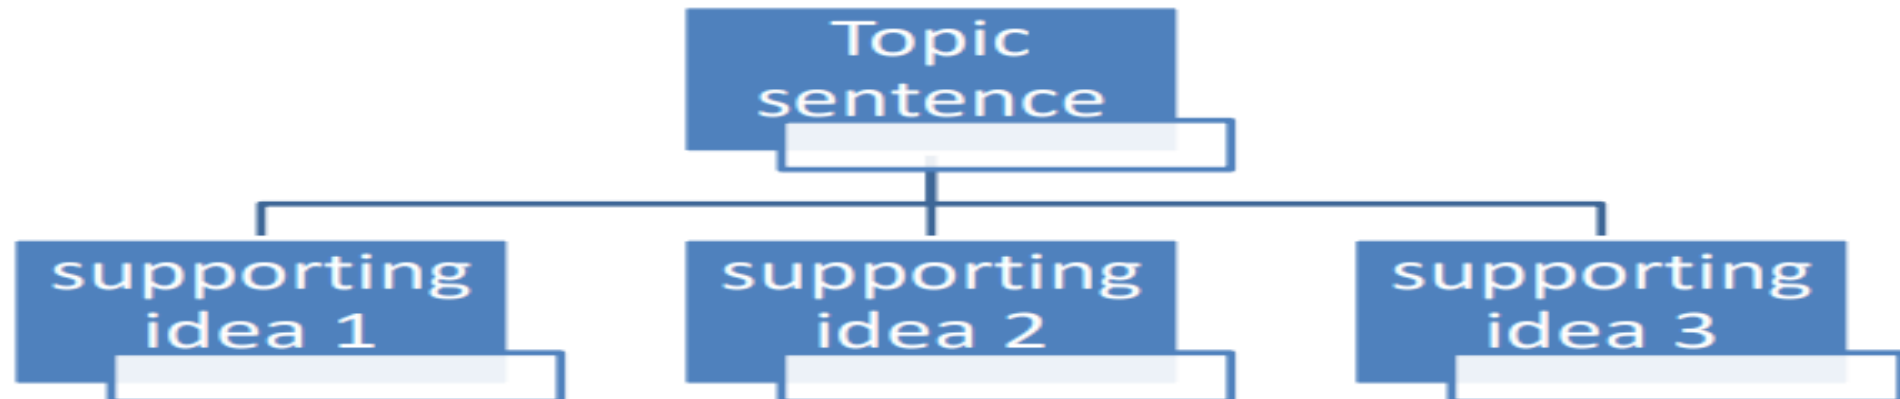 Topic
sentence
supporting
idea 1
supporting
idea 2
supporting
idea 3